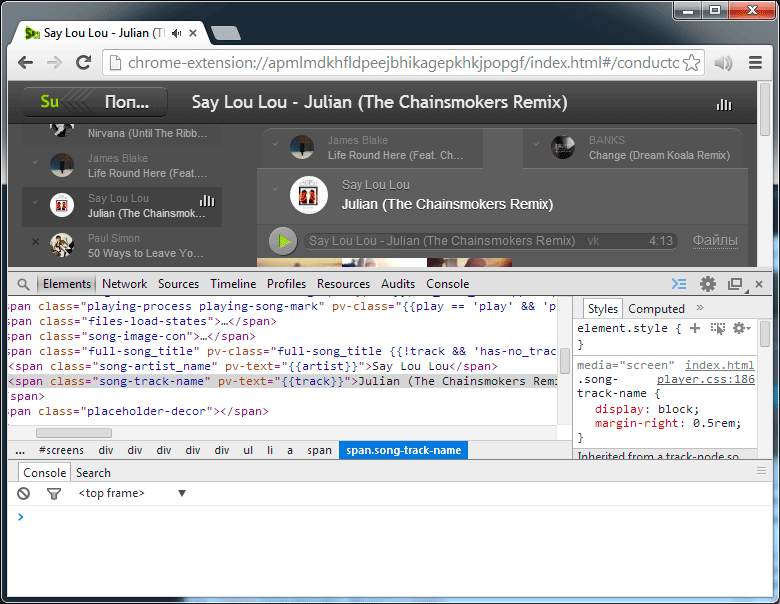 Say Lou Lou - Julian (T
chrome-extension://apmlmdkhfldpeejbhikagepkhkjpopgf/index.html#/conductc
Su
Поп...
Say Lou Lou - Julian (The Chainsmokers Remix)
Nirvana (Until The Ribb...
James Blake
Life Round Here (Feat....
Say Lou Lou
Julian (The Chainsmok...
Paul Simon
50 Ways to Leave Yo...
James Blake
Life Round Here (Feat. Ch...
BANKS
Change (Dream Koala Remix)
Say Lou Lou
Julian (The Chainsmokers Remix)
Say Lou Lou - Julian (The Chainsmokers Remix) vk 4:13 Файлы
Elements Network Sources Timeline Profiles Resources Audits Console
span class="playing-process playing-song-mark" pv-class="{{play == 'play' && 'p
span class="files-load-states">…</span>
span class="song-image-con">…</span>
span class="full-song_title" pv-class="full-song_title {{!track && 'has-no_trac
<span class="song-artist_name" pv-text="{{artist}}">Say Lou Lou</span>
<span class="song-track-name" pv-text="{{track}}">Julian (The Chainsmokers Remi
/span>
span class="placeholder-decor"></span>
... #screens div div div div div ul li a span span.song-track-name
Styles Computed »
element.style {
}
media="screen" index.html
.song- player.css:186
track-name {
display: block;
margin-right: 0.5rem;
}
Inherited from a.track-node.so
Console Search
<top frame> ▼
>